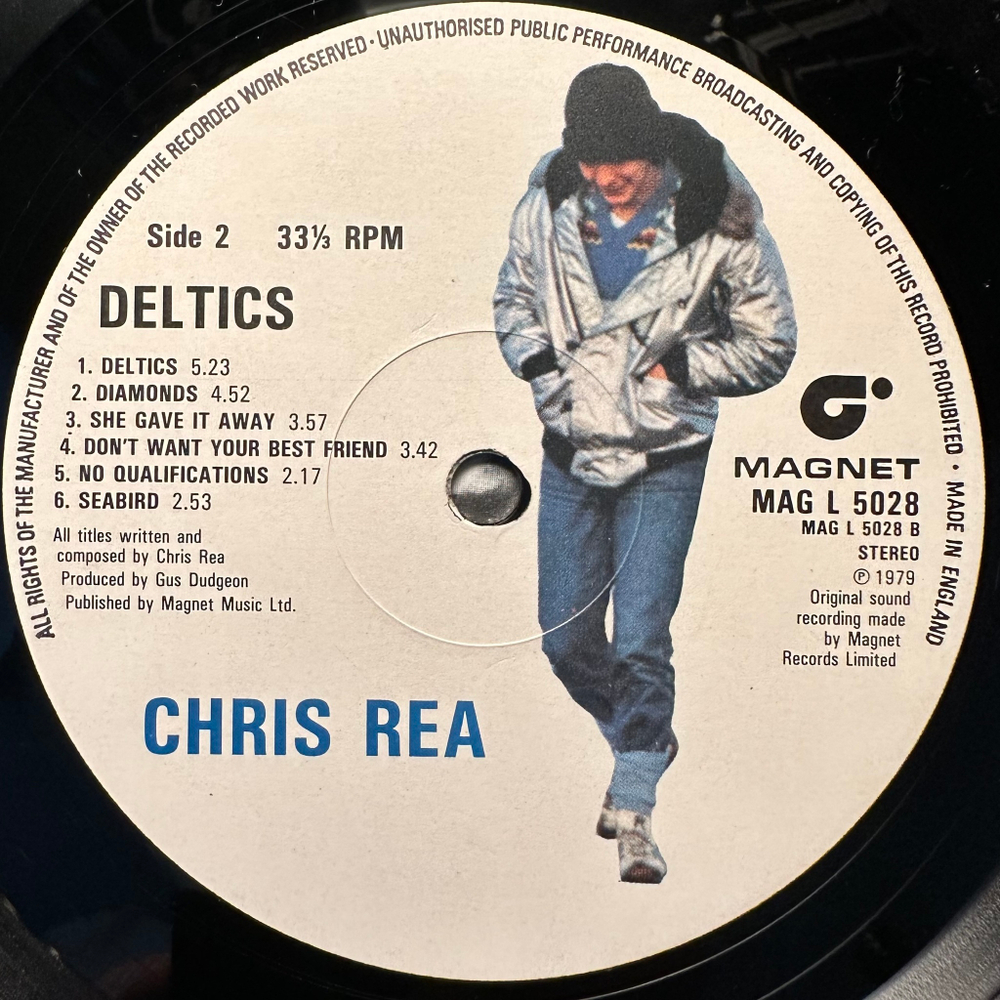 ALL RIGHTS OF THE MANUFACTURER AND OF THE OWNER OF THE RECORDED WORK RESERVED · UNAUTHORISED PUBLIC PERFORMANCE BROADCASTING AND COPYING OF THIS RECORD PROHIBITED · MADE IN ENGLAND
Side 2 33⅓ RPM
DELTICS
1. DELTICS 5.23
2. DIAMONDS 4.52
3. SHE GAVE IT AWAY 3.57
4. DON'T WANT YOUR BEST FRIEND 3.42
5. NO QUALIFICATIONS 2.17
6. SEABIRD 2.53
All titles written and
composed by Chris Rea
Produced by Gus Dudgeon
Published by Magnet Music Ltd.
MAGNET
MAG L 5028
MAG L 5028 B
STEREO
℗ 1979
Original sound
recording made
by Magnet
Records Limited
CHRIS REA